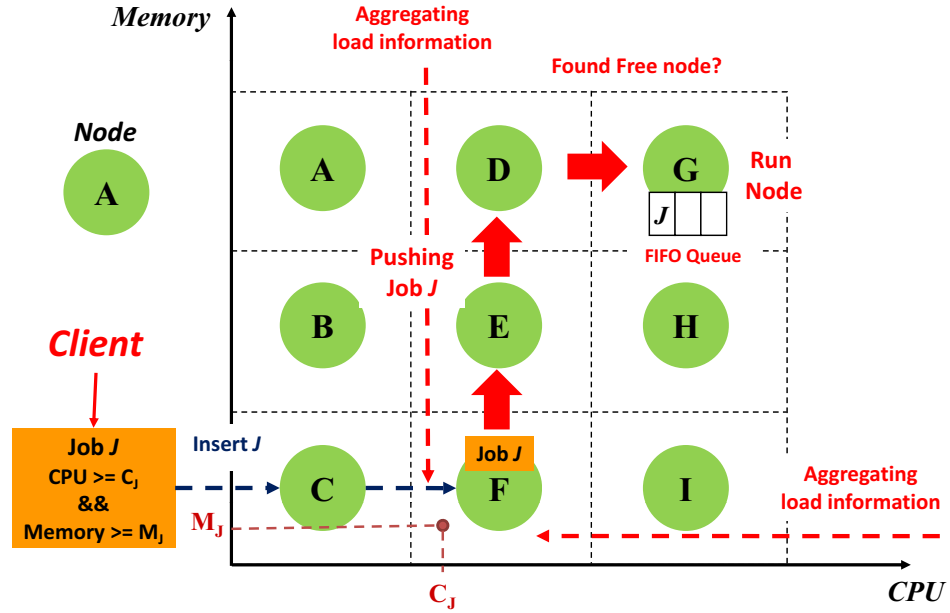 Memory
Aggregating
load information
Found Free node?
Node
A
A
D
G
Run
Node
J
FIFO Queue
Pushing
Job J
B
E
H
Client
Job J
CPU >= CJ
&&
Memory >= MJ
Insert J
Job J
C
F
I
Aggregating
load information
MJ
CJ
CPU